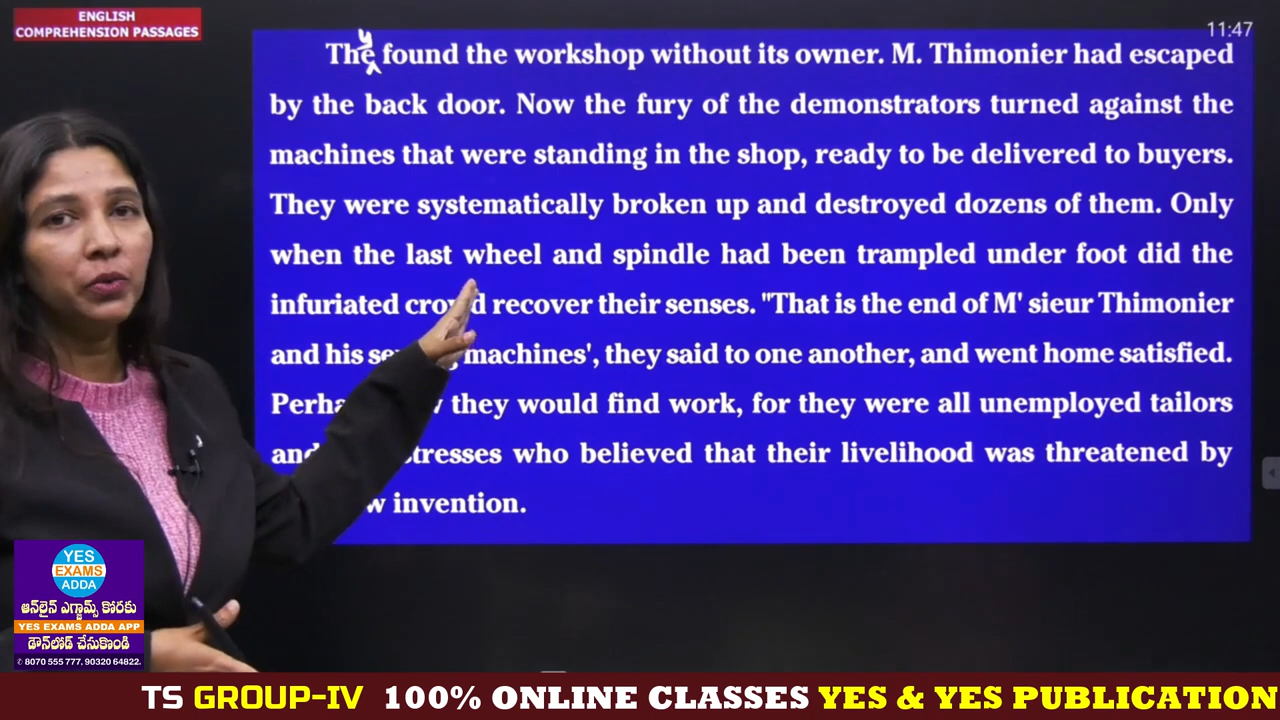 ENGLISH
COMPREHENSION PASSAGES
11:47
y
The found the workshop without its owner. M. Thimonier had escaped
by the back door. Now the fury of the demonstrators turned against the
machines that were standing in the shop, ready to be delivered to buyers.
They were systematically broken up and destroyed dozens of them. Only
when the last wheel and spindle had been trampled under foot did the
infuriated crowd recover their senses. "That is the end of M' sieur Thimonier
and his machines', they said to one another, and went home satisfied.
they would find work, for they were all unemployed tailors
who believed that their livelihood was threatened by
invention.
YES
EXAMS
ADDA
ఆన్‌లైన్ ఎగ్జామ్స్ కొరకు
YES EXAMS ADDA APP
డౌన్‌లోడ్ చేసుకొండి
✆ 8070 555 777, 90320 64822.
TS GROUP-IV 100% ONLINE CLASSES YES & YES PUBLICATION